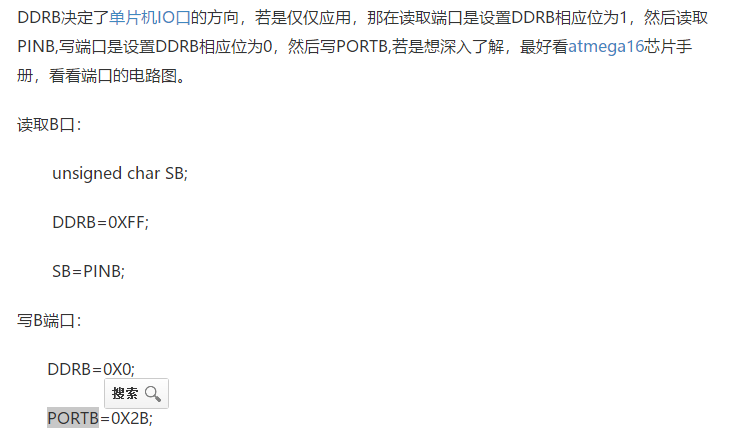 DDRB决定了单片机IO口的方向，若是仅仅应用，那在读取端口是设置DDRB相应位为1，然后读取
PINB,写端口是设置DDRB相应位为0，然后写PORTB,若是想深入了解，最好看atmega16芯片手
册，看看端口的电路图。
读取B口：
unsigned char SB;
DDRB=0XFF;
SB=PINB;
写B端口：
DDRB=0X0;
搜索
PORTB=0X2B;